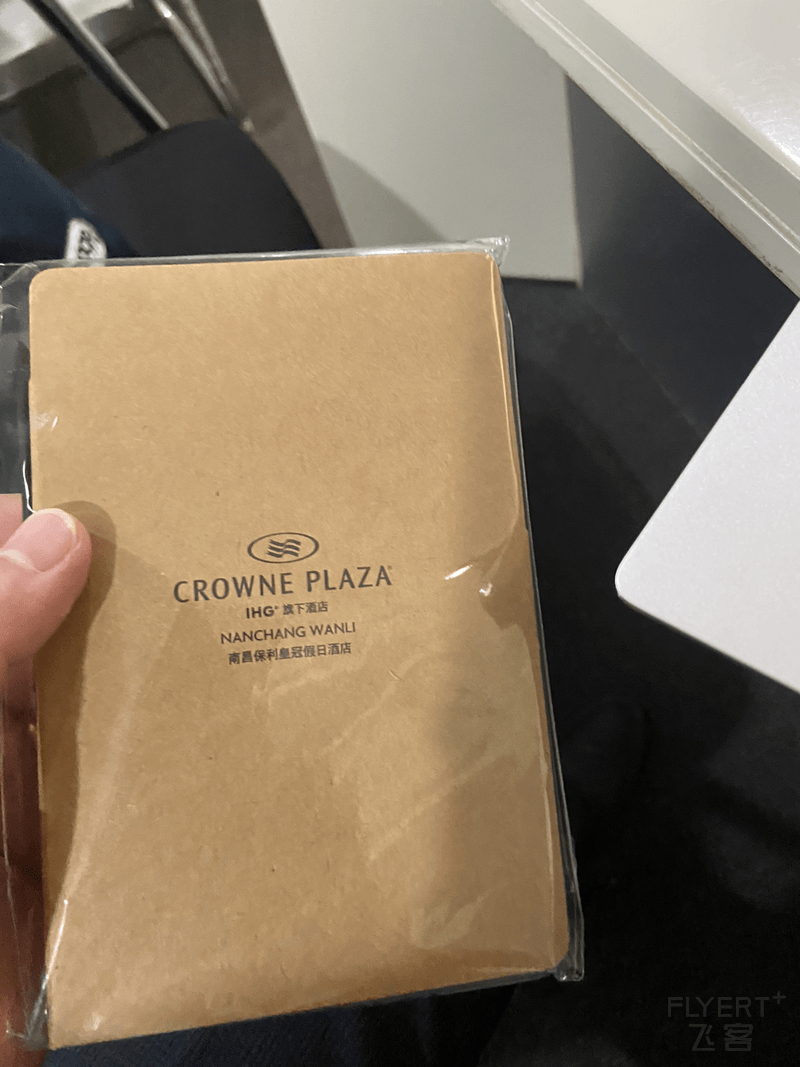 CROWNE PLAZA
IHG® 旗下酒店
NANCHANG WANLI
南昌保利皇冠假日酒店
FLYERT+
飞客